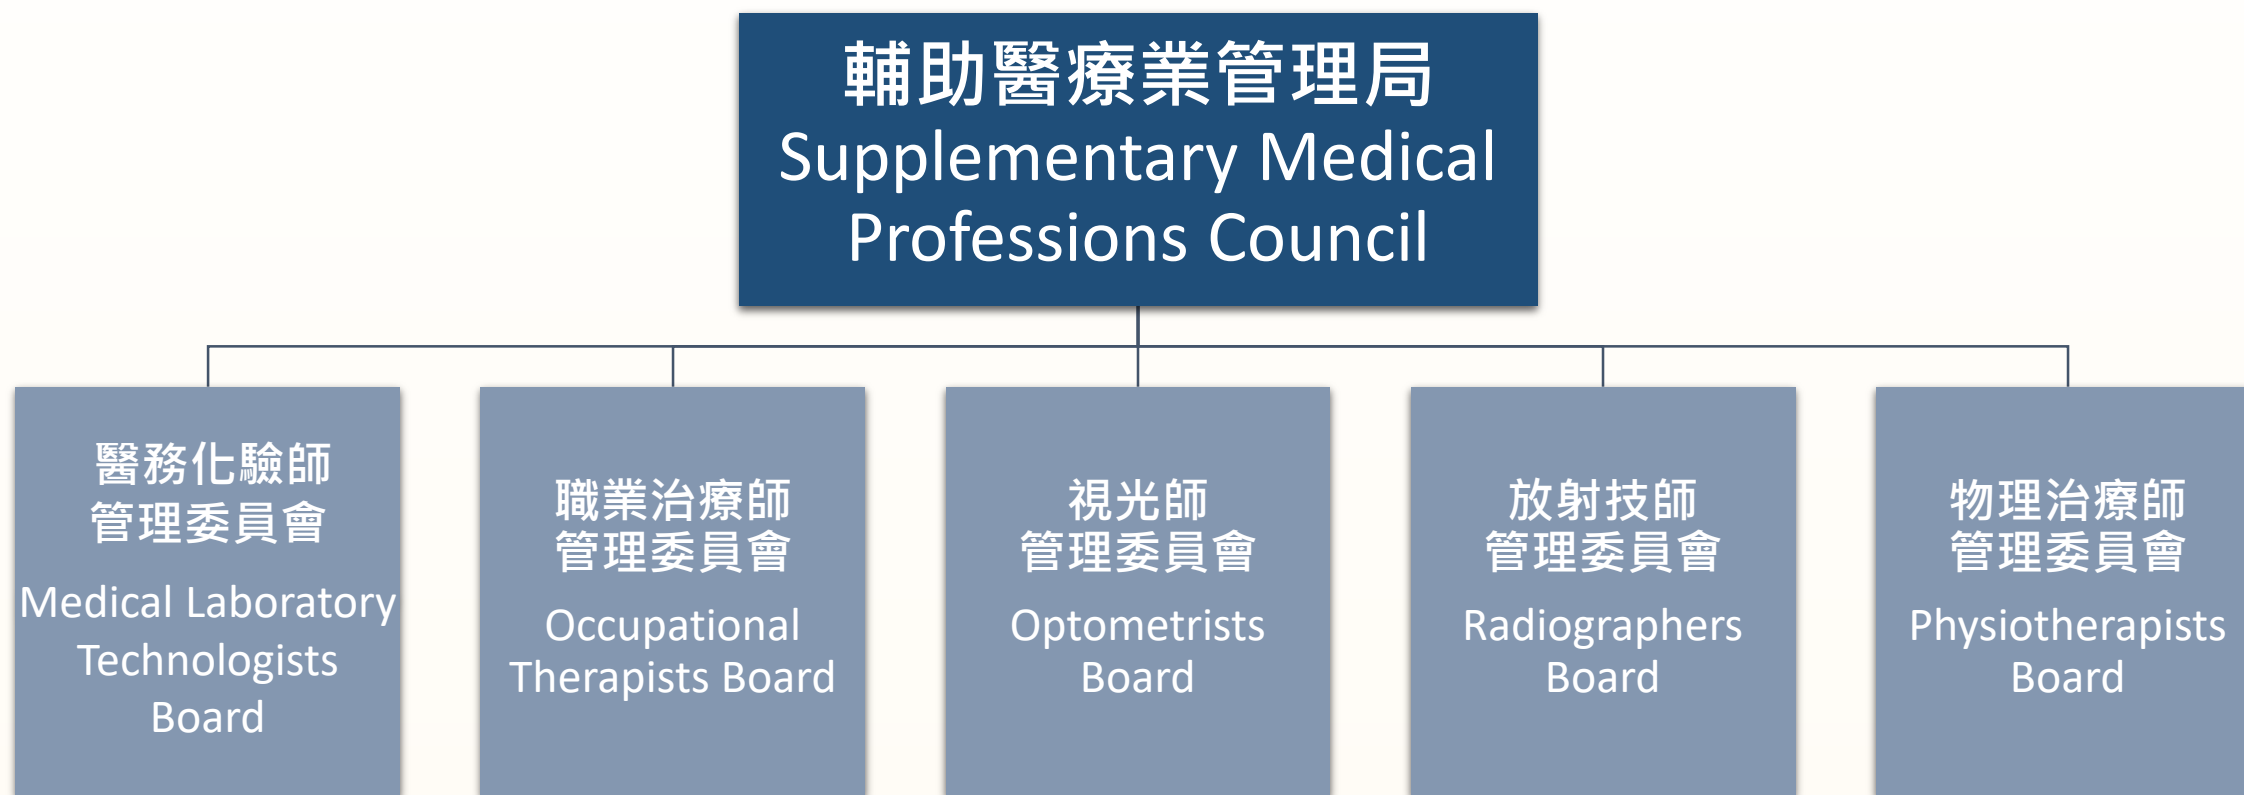 輔助醫療業管理局
Supplementary Medical
Professions Council
醫務化驗師
管理委員會
Medical Laboratory
Technologists
Board
職業治療師
管理委員會
Occupational
Therapists Board
視光師
管理委員會
Optometrists
Board
放射技師
管理委員會
Radiographers
Board
物理治療師
管理委員會
Physiotherapists
Board